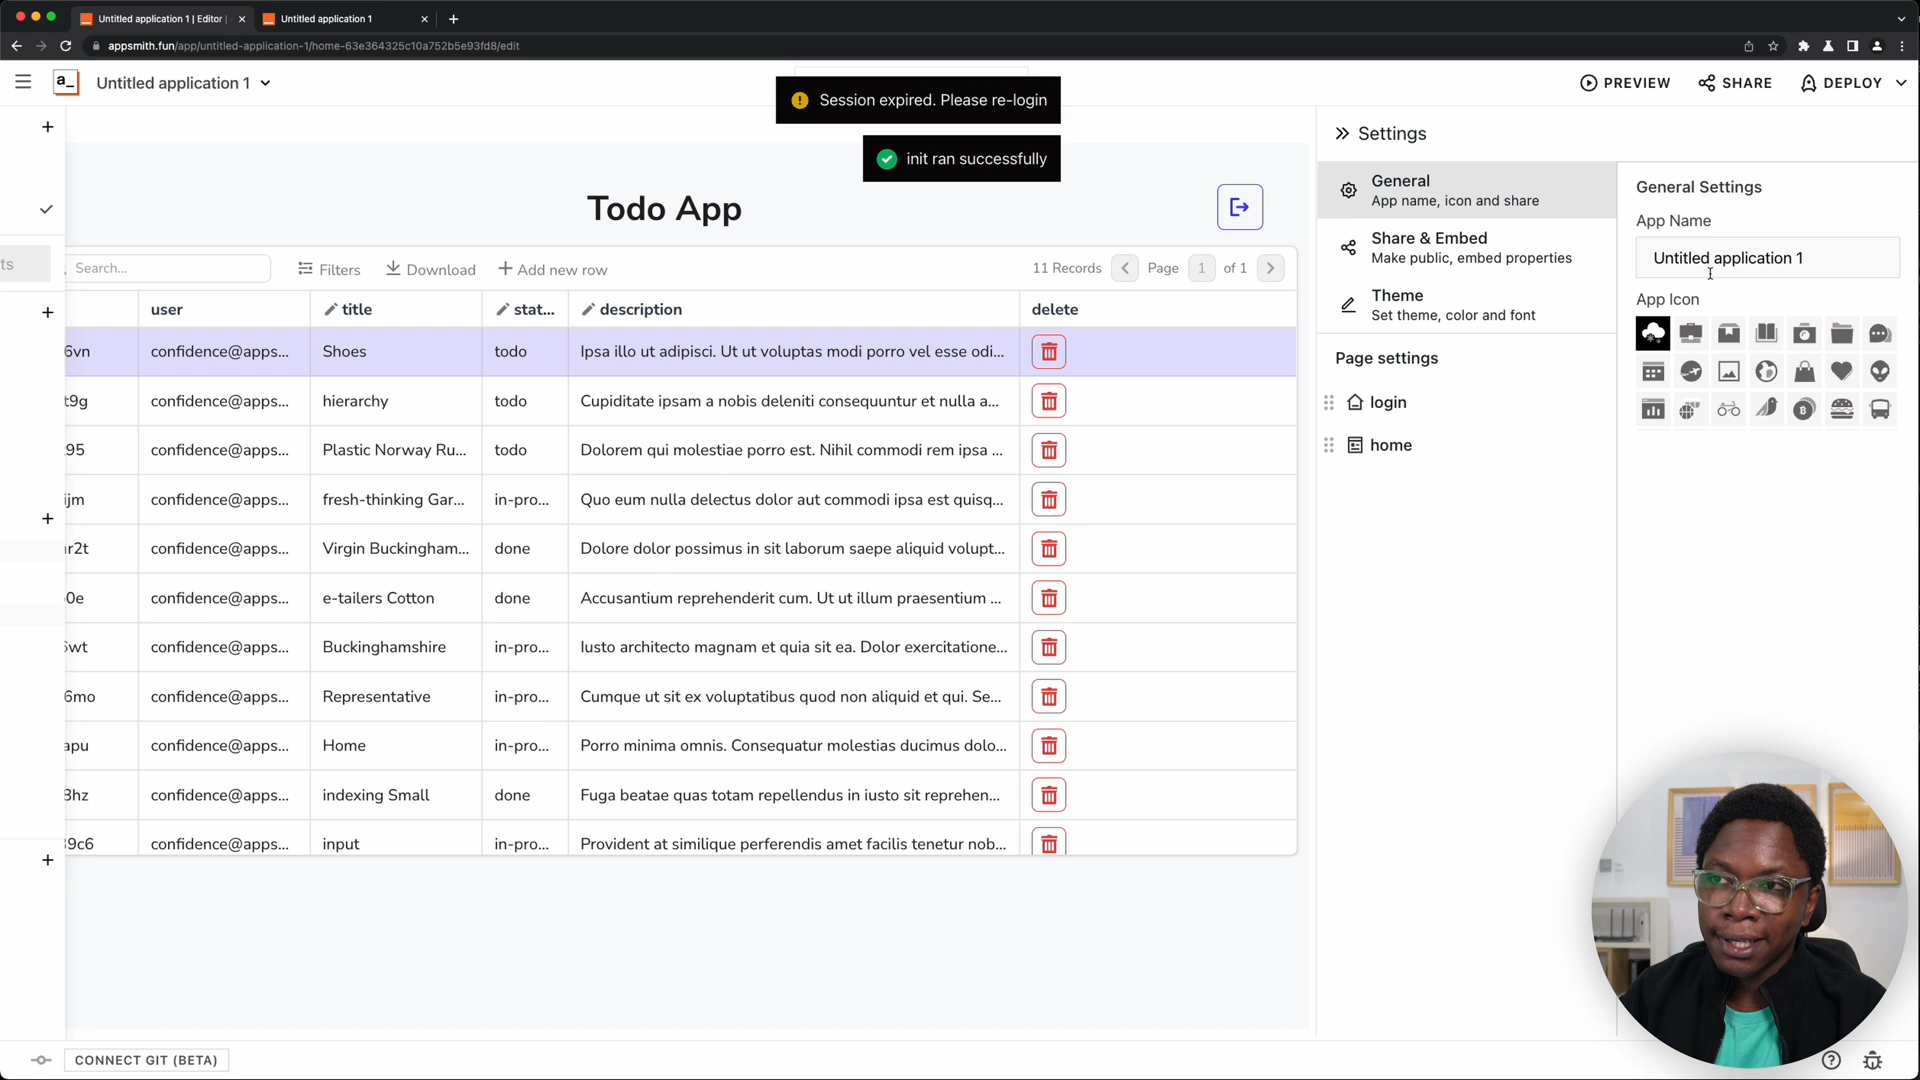 Untitled application 1 | Editor |
Untitled application 1
appsmith.fun/app/untitled-application-1/home-63e364325c10a752b5e93fd8/edit
a_
Untitled application 1
PREVIEW
SHARE
DEPLOY
Session expired. Please re-login
init ran successfully
Todo App
ts
Search...
Filters
Download
Add new row
11 Records
Page
1
of 1
user
title
stat...
description
delete
6vn confidence@apps... Shoes todo Ipsa illo ut adipisci. Ut ut voluptas modi porro vel esse odi...
t9g confidence@apps... hierarchy todo Cupiditate ipsam a nobis deleniti consequuntur et nulla a...
95 confidence@apps... Plastic Norway Ru... todo Dolorem qui molestiae porro est. Nihil commodi rem ipsa ...
ijm confidence@apps... fresh-thinking Gar... in-pro... Quo eum nulla delectus dolor aut commodi ipsa est quisq...
r2t confidence@apps... Virgin Buckingham... done Dolore dolor possimus in sit laborum saepe aliquid volupt...
0e confidence@apps... e-tailers Cotton done Accusantium reprehenderit cum. Ut ut illum praesentium ...
wt confidence@apps... Buckinghamshire in-pro... Iusto architecto magnam et quia sit ea. Dolor exercitatione...
6mo confidence@apps... Representative in-pro... Cumque ut sit ex voluptatibus quod non aliquid et qui. Se...
apu confidence@apps... Home in-pro... Porro minima omnis. Consequatur molestias ducimus dolo...
3hz confidence@apps... indexing Small done Fuga beatae quas totam repellendus in iusto sit reprehen...
9c6 confidence@apps... input in-pro... Provident at similique perferendis amet facilis tenetur nob...
Settings
General
App name, icon and share
Share & Embed
Make public, embed properties
Theme
Set theme, color and font
Page settings
login
home
General Settings
App Name
Untitled application 1
App Icon
CONNECT GIT (BETA)